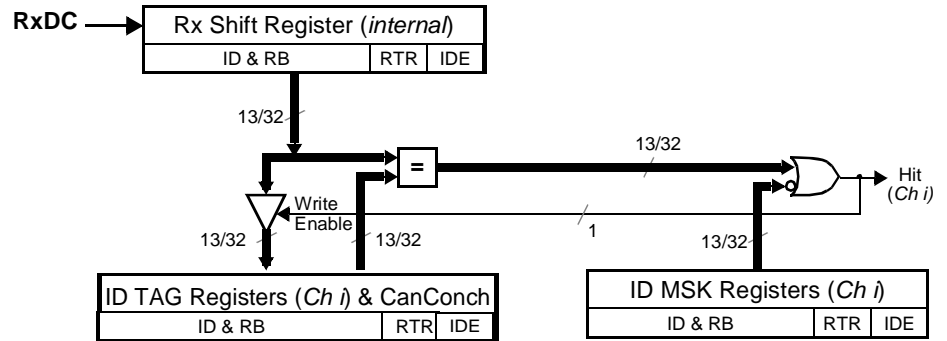 RxDC
Rx Shift Register (internal)
ID & RB RTR IDE
13/32
13/32
=
Hit
(Ch i)
Write
Enable
1
13/32
13/32
13/32
ID TAG Registers (Ch i) & CanConch
ID & RB RTR IDE
ID MSK Registers (Ch i)
ID & RB RTR IDE